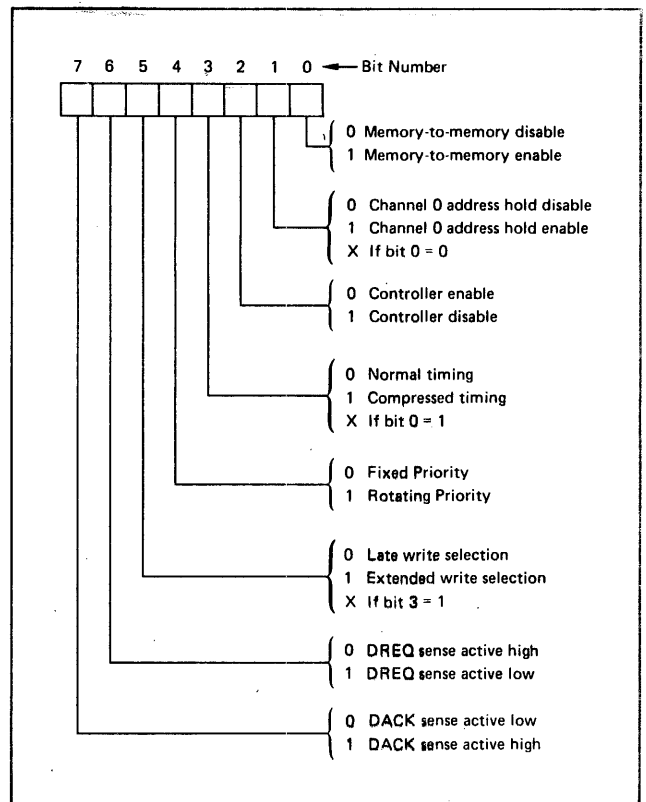 7 6 5 4 3 2 1 0 Bit Number
0 Memory-to-memory disable
1 Memory-to-memory enable
0 Channel 0 address hold disable
1 Channel 0 address hold enable
X If bit 0 = 0
0 Controller enable
1 Controller disable
0 Normal timing
1 Compressed timing
X If bit 0 = 1
0 Fixed Priority
1 Rotating Priority
0 Late write selection
1 Extended write selection
X If bit 3 = 1
0 DREQ sense active high
1 DREQ sense active low
0 DACK sense active low
1 DACK sense active high